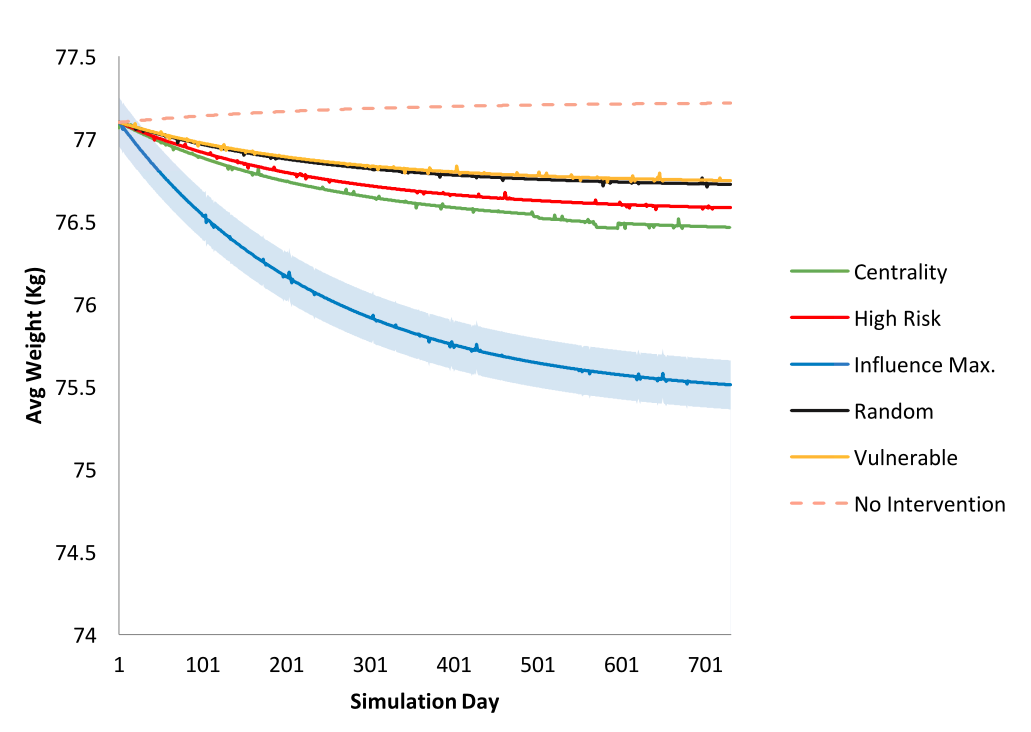 77.5
77
76.5
76
75.5
75
74.5
74
Avg Weight (Kg)
1 101 201 301 401 501 601 701
Simulation Day
Centrality
High Risk
Influence Max.
Random
Vulnerable
No Intervention